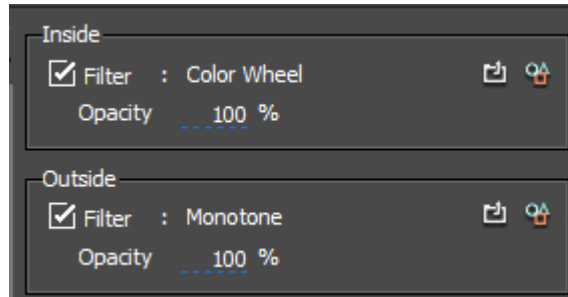 Inside
Filter : Color Wheel
Opacity 100 %
Outside
Filter : Monotone
Opacity 100 %